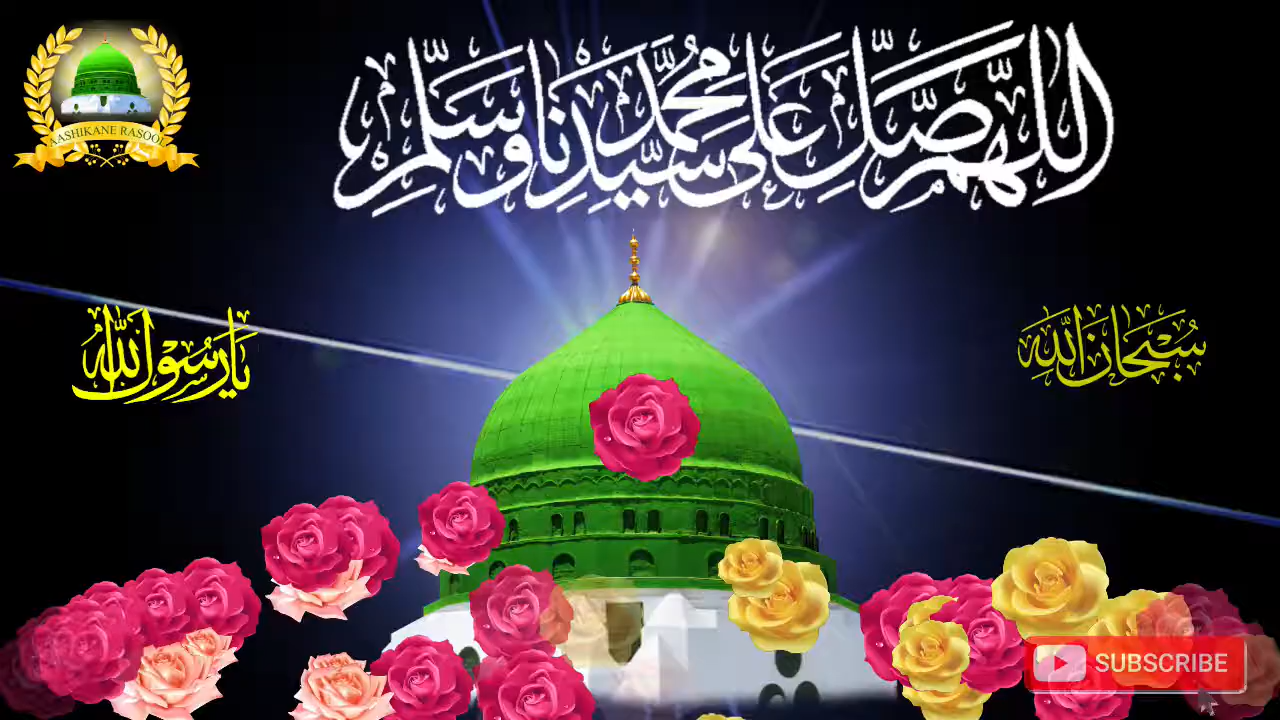 اللهم صل على سيدنا محمد وسلم
AASHIKANE RASOOL
يا رسول الله
سبحان الله
SUBSCRIBE